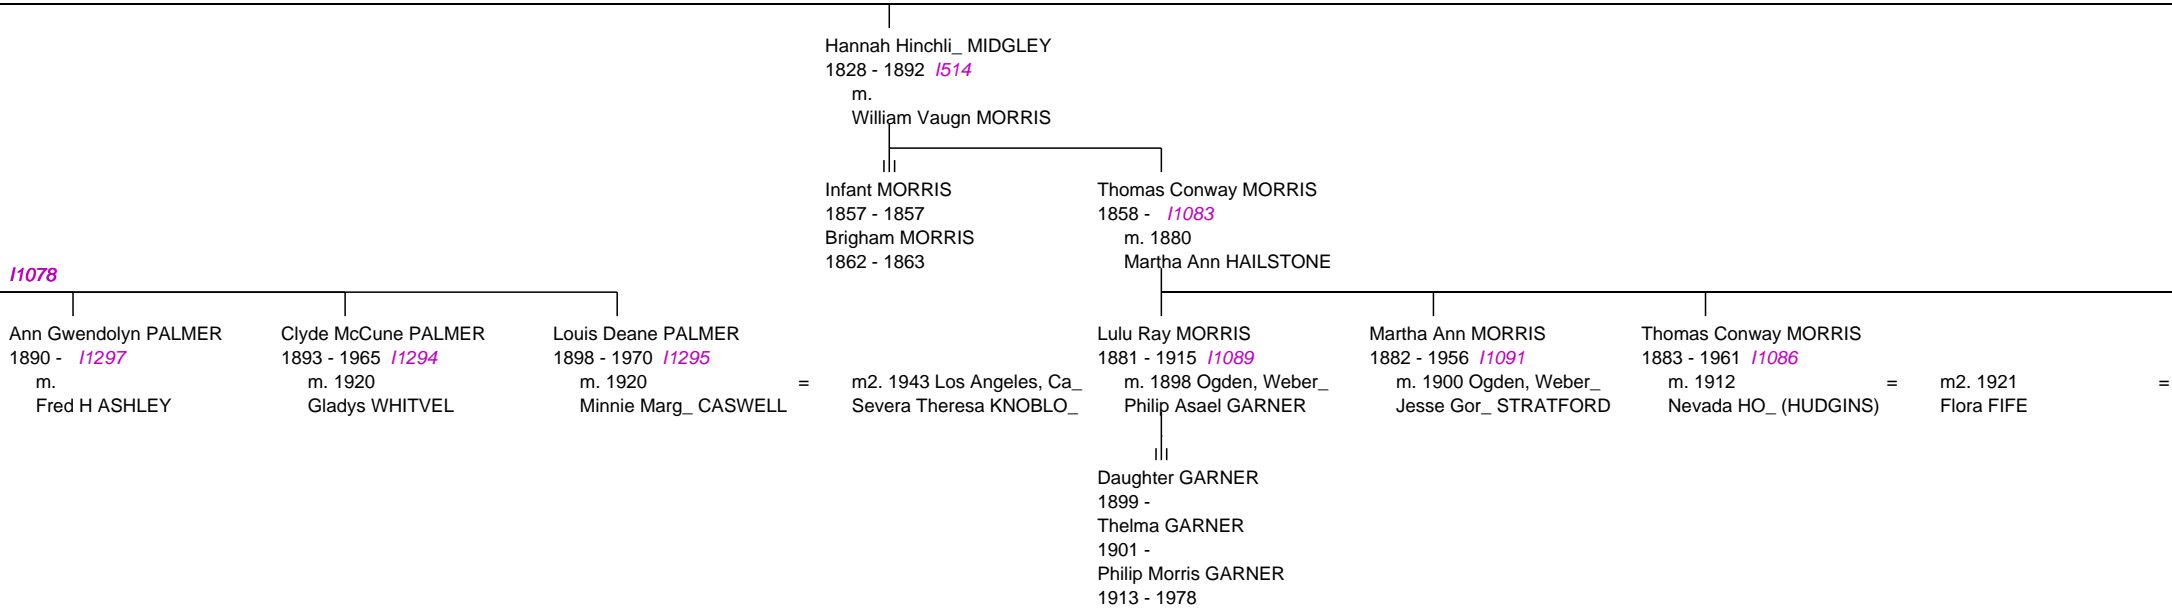 Hannah Hinchli_ MIDGLEY
1828 - 1892 I514
m.
William Vaugn MORRIS
Infant MORRIS
1857 - 1857
Brigham MORRIS
1862 - 1863
Thomas Conway MORRIS
1858 - I1083
m. 1880
Martha Ann HAILSTONE
I1078
Ann Gwendolyn PALMER
1890 - I1297
m.
Fred H ASHLEY
Clyde McCune PALMER
1893 - 1965 I1294
m. 1920
Gladys WHITVEL
Louis Deane PALMER
1898 - 1970 I1295
m. 1920
Minnie Marg_ CASWELL
=
m2. 1943 Los Angeles, Ca_
Severa Theresa KNOBLO_
Lulu Ray MORRIS
1881 - 1915 I1089
m. 1898 Ogden, Weber_
Philip Asael GARNER
Daughter GARNER
1899 -
Thelma GARNER
1901 -
Philip Morris GARNER
1913 - 1978
Martha Ann MORRIS
1882 - 1956 I1091
m. 1900 Ogden, Weber_
Jesse Gor_ STRATFORD
Thomas Conway MORRIS
1883 - 1961 I1086
m. 1912
Nevada HO_ (HUDGINS)
=
m2. 1921
Flora FIFE
=